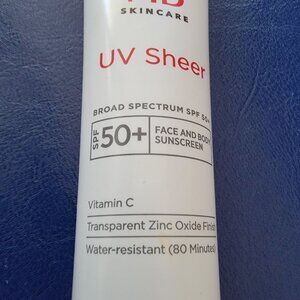 SKINCARE
UV Sheer
BROAD SPECTRUM SPF 50+
SPF 50+
FACE AND BODY
SUNSCREEN
Vitamin C
Transparent Zinc Oxide Finish
Water-resistant (80 Minutes)